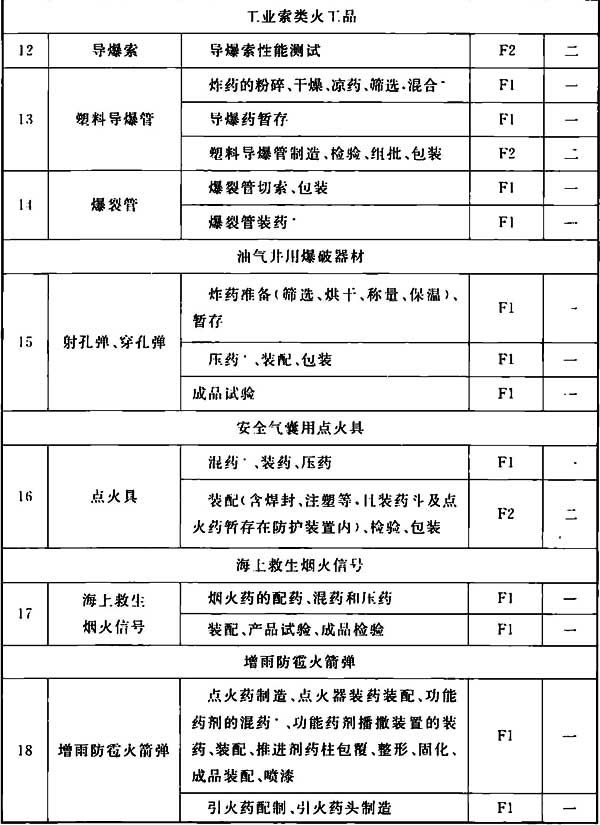 工业索类火工品
12 导爆索 导爆索性能测试 F2 二
炸药的粉碎、干燥、凉药、筛选、混合* F1 一
13 塑料导爆管 导爆药暂存 F1 一
塑料导爆管制造、检验、组批、包装 F2 二
14 爆裂管 爆裂管切索、包装 F1 一
爆裂管装药* F1 一
油气井用爆破器材
炸药准备(筛选、烘干、称量、保温)、
暂存 F1 一
15 射孔弹、穿孔弹 压药*、装配、包装 F1 一
成品试验 F1 一
安全气囊用点火具
混药*、装药、压药 F1 一
16 点火具 装配(含焊封、注塑等,且装药斗及点
火药暂存在防护装置内)、检验、包装 F2 二
海上救生烟火信号
17 海上救生
烟火信号 烟火药的配药、混药和压药 F1 一
装配、产品试验、成品检验 F1 一
增雨防雹火箭弹
18 增雨防雹火箭弹 点火药制造、点火器装药装配、功能
药剂的混药*、功能药剂播撒装置的装
药、装配、推进剂药柱包覆、整形、固化、
成品装配、喷漆 F1 一
引火药配制、引火药头制造 F1 一